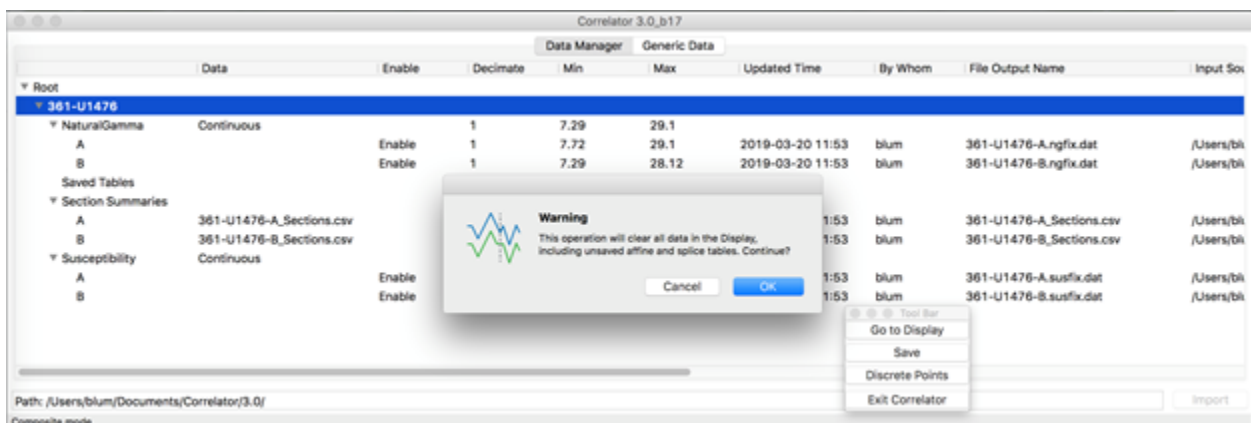 Correlator 3.0_b17
Data Manager Generic Data
Data Enable Decimate Min Max Updated Time By Whom File Output Name Input Sou
Root
361-U1476
NaturalGamma Continuous 1 7.29 29.1
A Enable 1 7.72 29.1 2019-03-20 11:53 blum 361-U1476-A.ngfix.dat /Users/blu
B Enable 1 7.29 28.12 2019-03-20 11:53 blum 361-U1476-B.ngfix.dat /Users/blu
Saved Tables
Section Summaries
A 361-U1476-A_Sections.csv 1:53 blum 361-U1476-A_Sections.csv /Users/blu
B 361-U1476-B_Sections.csv 1:53 blum 361-U1476-B_Sections.csv /Users/blu
Susceptibility Continuous
A Enable 1:53 blum 361-U1476-A.susfix.dat /Users/blu
B Enable 1:53 blum 361-U1476-B.susfix.dat /Users/blu
Warning
This operation will clear all data in the Display,
including unsaved affine and splice tables. Continue?
Cancel OK
Tool Bar
Go to Display
Save
Discrete Points
Exit Correlator
Path: /Users/blum/Documents/Correlator/3.0/ Import
Composite mode